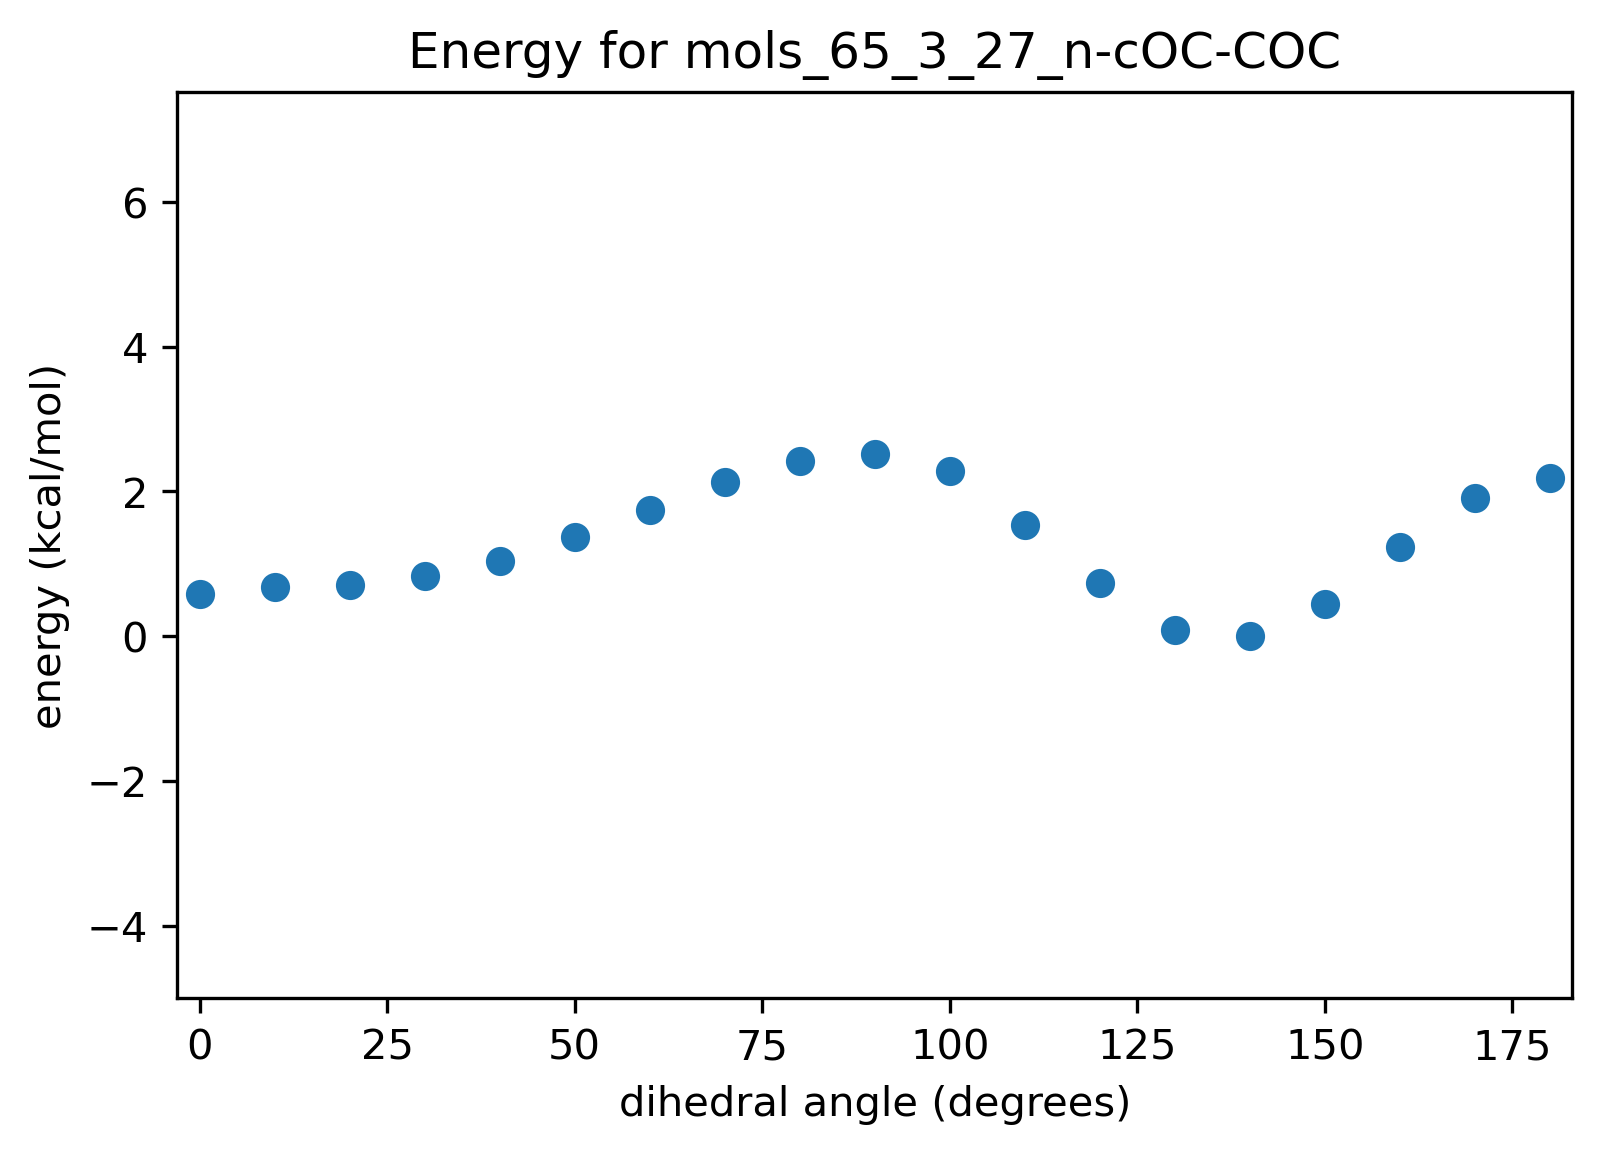 Energy for mols_65_3_27_n-cOC-COC
energy (kcal/mol)
6
4
2
0
−2
−4
0 25 50 75 100 125 150 175
dihedral angle (degrees)